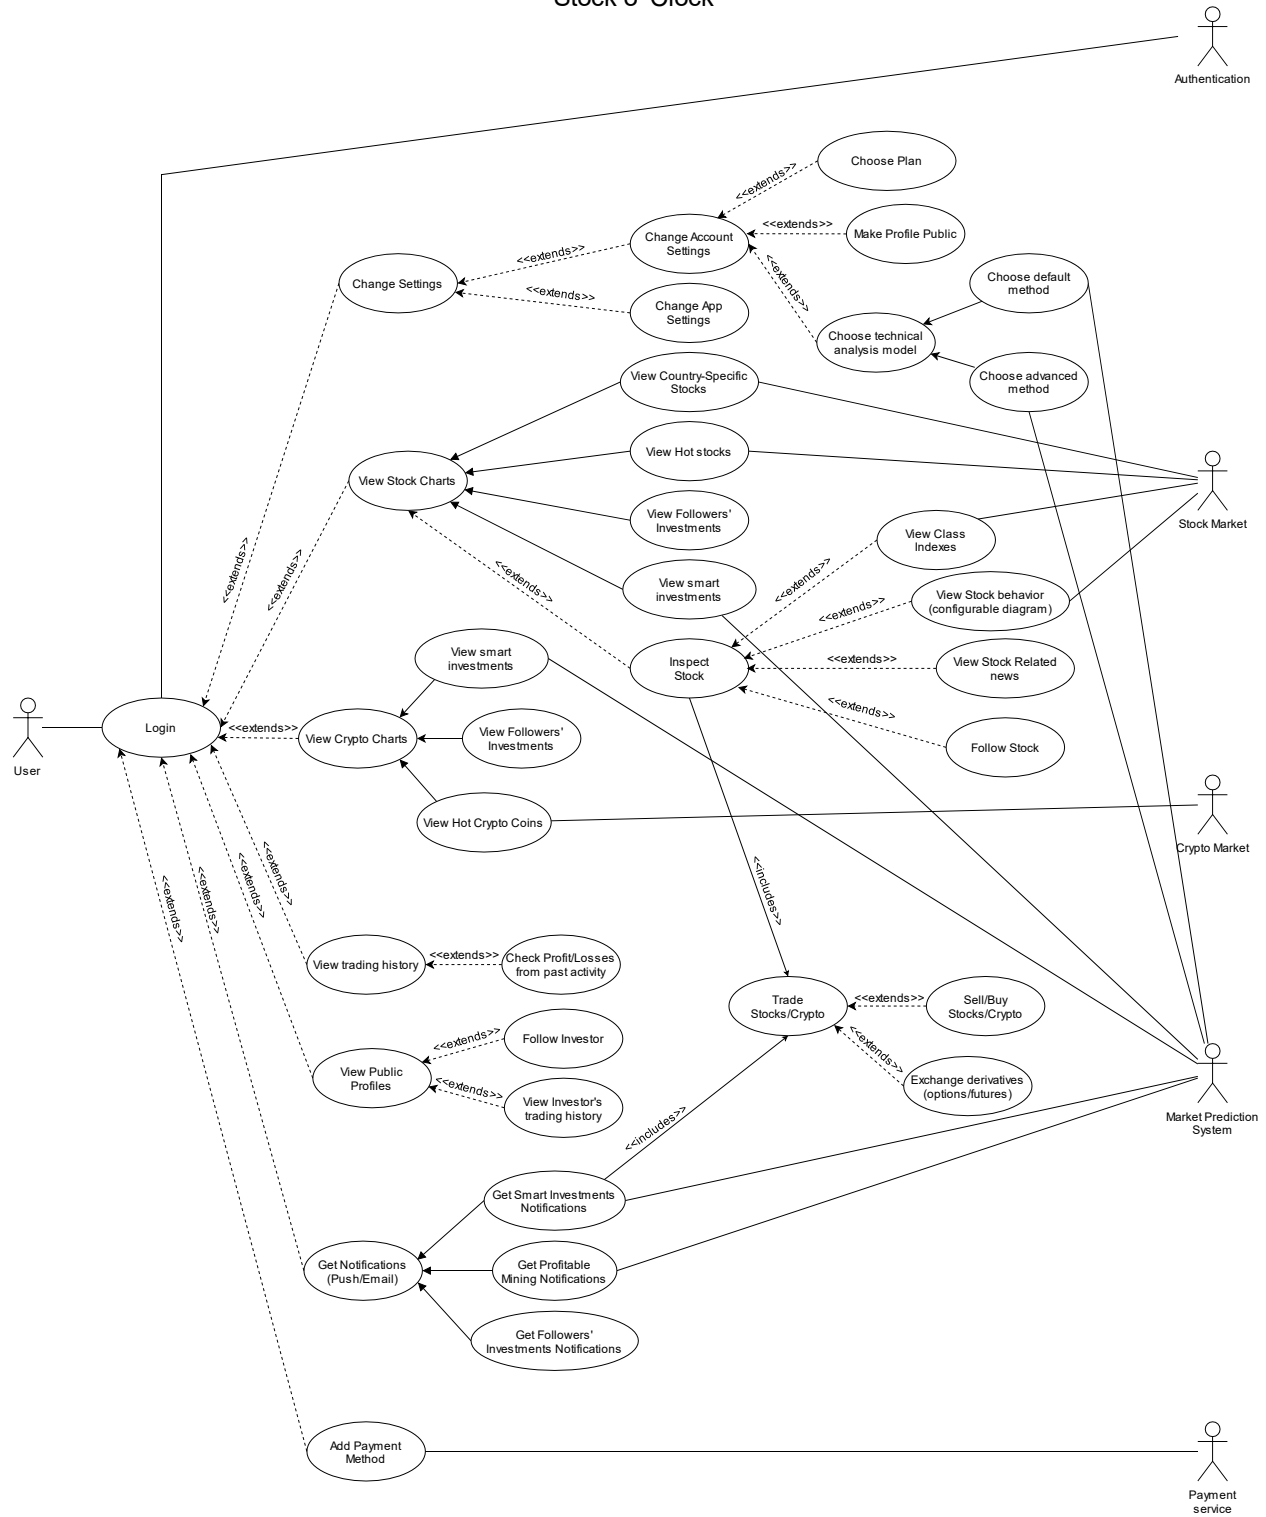 Stock o' Clock
Authentication
Choose Plan
<<extends>>
Make Profile Public
<<extends>>
Change Account
Settings
<<extends>>
<<extends>>
Change Settings
Choose default
method
<<extends>>
Change App
Settings
Choose technical
analysis model
View Country-Specific
Stocks
Choose advanced
method
View Hot stocks
View Stock Charts
View Followers'
Investments
Stock Market
View Class
Indexes
<<extends>>
<<extends>>
<<extends>>
<<extends>>
View smart
investments
View Stock behavior
(configurable diagram)
<<extends>>
View smart
investments
Inspect
Stock
<<extends>>
View Stock Related
news
<<extends>>
Follow Stock
User
Login
<<extends>>
View Crypto Charts
View Followers'
Investments
View Hot Crypto Coins
Crypto Market
<<extends>>
<<extends>>
<<extends>>
<<extends>>
<<includes>>
View trading history
<<extends>>
Check Profit/Losses
from past activity
Trade
Stocks/Crypto
<<extends>>
Sell/Buy
Stocks/Crypto
<<extends>>
Follow Investor
<<extends>>
View Public
Profiles
<<extends>>
View Investor's
trading history
Exchange derivatives
(options/futures)
Market Prediction
System
<<includes>>
Get Smart Investments
Notifications
Get Notifications
(Push/Email)
Get Profitable
Mining Notifications
Get Followers'
Investments Notifications
Add Payment
Method
Payment
service